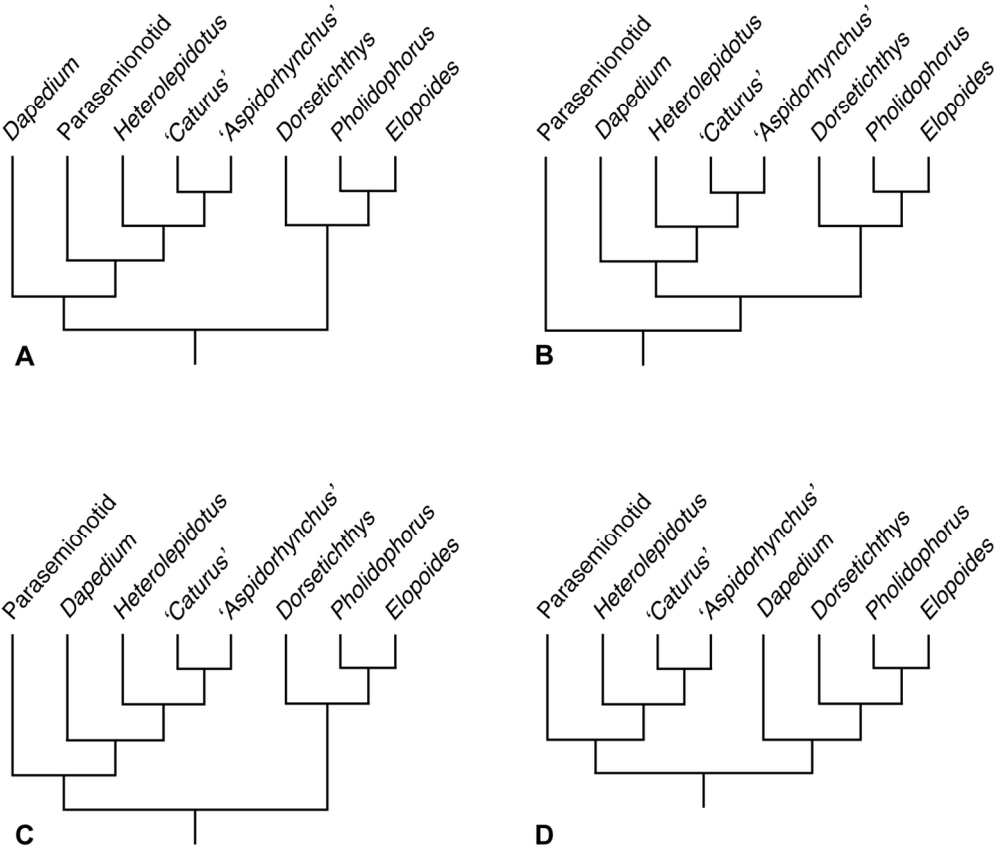 Dapedium
Parasemionotid
Heterolepidotus
‘Caturus’
‘Aspidorhynchus’
Dorsetichthys
Pholidophorus
Elopoides
A
Parasemionotid
Dapedium
Heterolepidotus
‘Caturus’
‘Aspidorhynchus’
Dorsetichthys
Pholidophorus
Elopoides
B
Parasemionotid
Dapedium
Heterolepidotus
‘Caturus’
‘Aspidorhynchus’
Dorsetichthys
Pholidophorus
Elopoides
C
Parasemionotid
Heterolepidotus
‘Caturus’
‘Aspidorhynchus’
Dapedium
Dorsetichthys
Pholidophorus
Elopoides
D